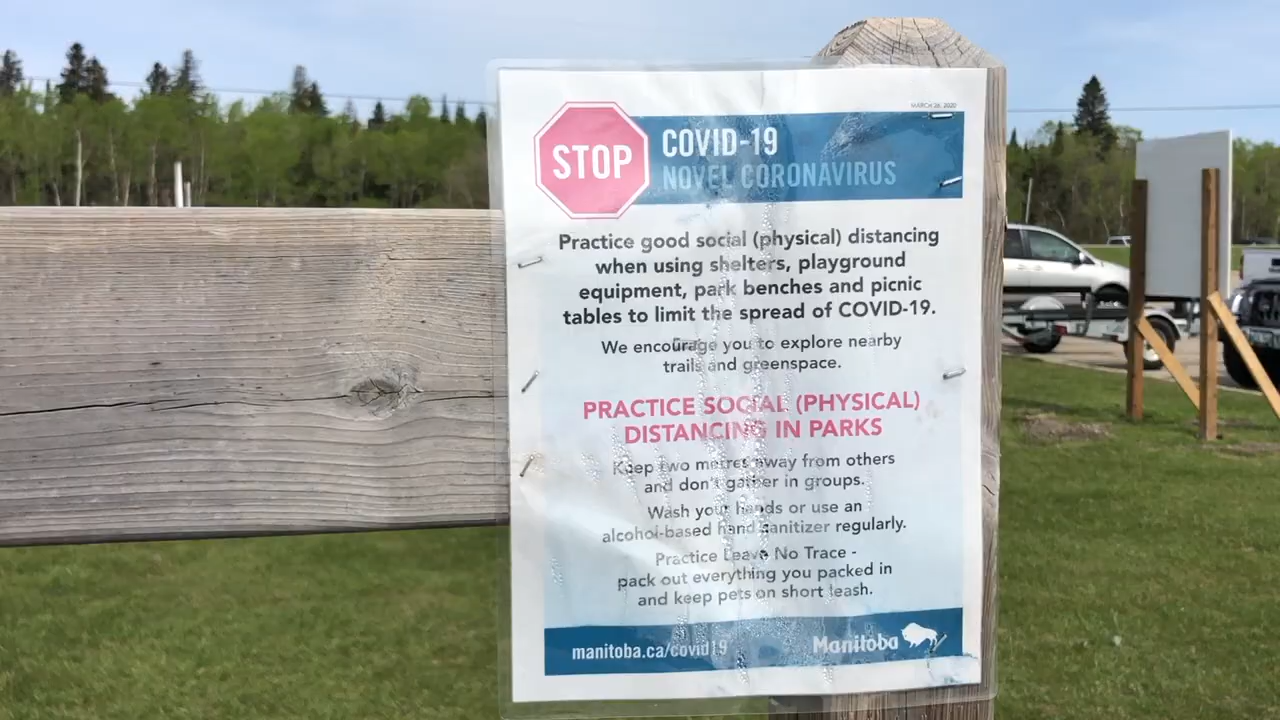 MARCH 26, 2020
STOP
COVID-19
NOVEL CORONAVIRUS
Practice good social (physical) distancing
when using shelters, playground
equipment, park benches and picnic
tables to limit the spread of COVID-19.
We encourage you to explore nearby
trails and greenspace.
PRACTICE SOCIAL (PHYSICAL)
DISTANCING IN PARKS
Keep two metres away from others
and don't gather in groups.
Wash your hands or use an
alcohol-based hand sanitizer regularly.
Practice Leave No Trace -
pack out everything you packed in
and keep pets on short leash.
manitoba.ca/covid19
Manitoba